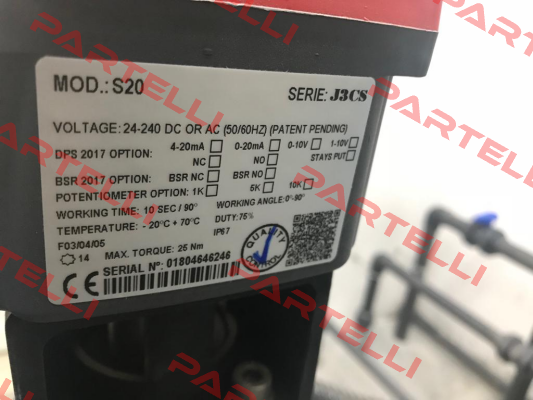 PARTELLI
MOD.: S20 SERIE: J3CS
VOLTAGE: 24-240 DC OR AC (50/60HZ) (PATENT PENDING)
DPS 2017 OPTION: 4-20mA 0-20mA 0-10V 1-10V
NC NO STAYS PUT
BSR 2017 OPTION: BSR NC BSR NO
POTENTIOMETER OPTION: 1K 5K 10K
WORKING TIME: 10 SEC / 90° WORKING ANGLE: 0°-90°
TEMPERATURE: - 20°C + 70°C DUTY: 75%
F03/04/05 IP67
14 MAX. TORQUE: 25 Nm
CE SERIAL Nº: 01804646246
QUALITY CONTROL
PARTELLI
PARTELLI
PARTELLI
PARTELLI